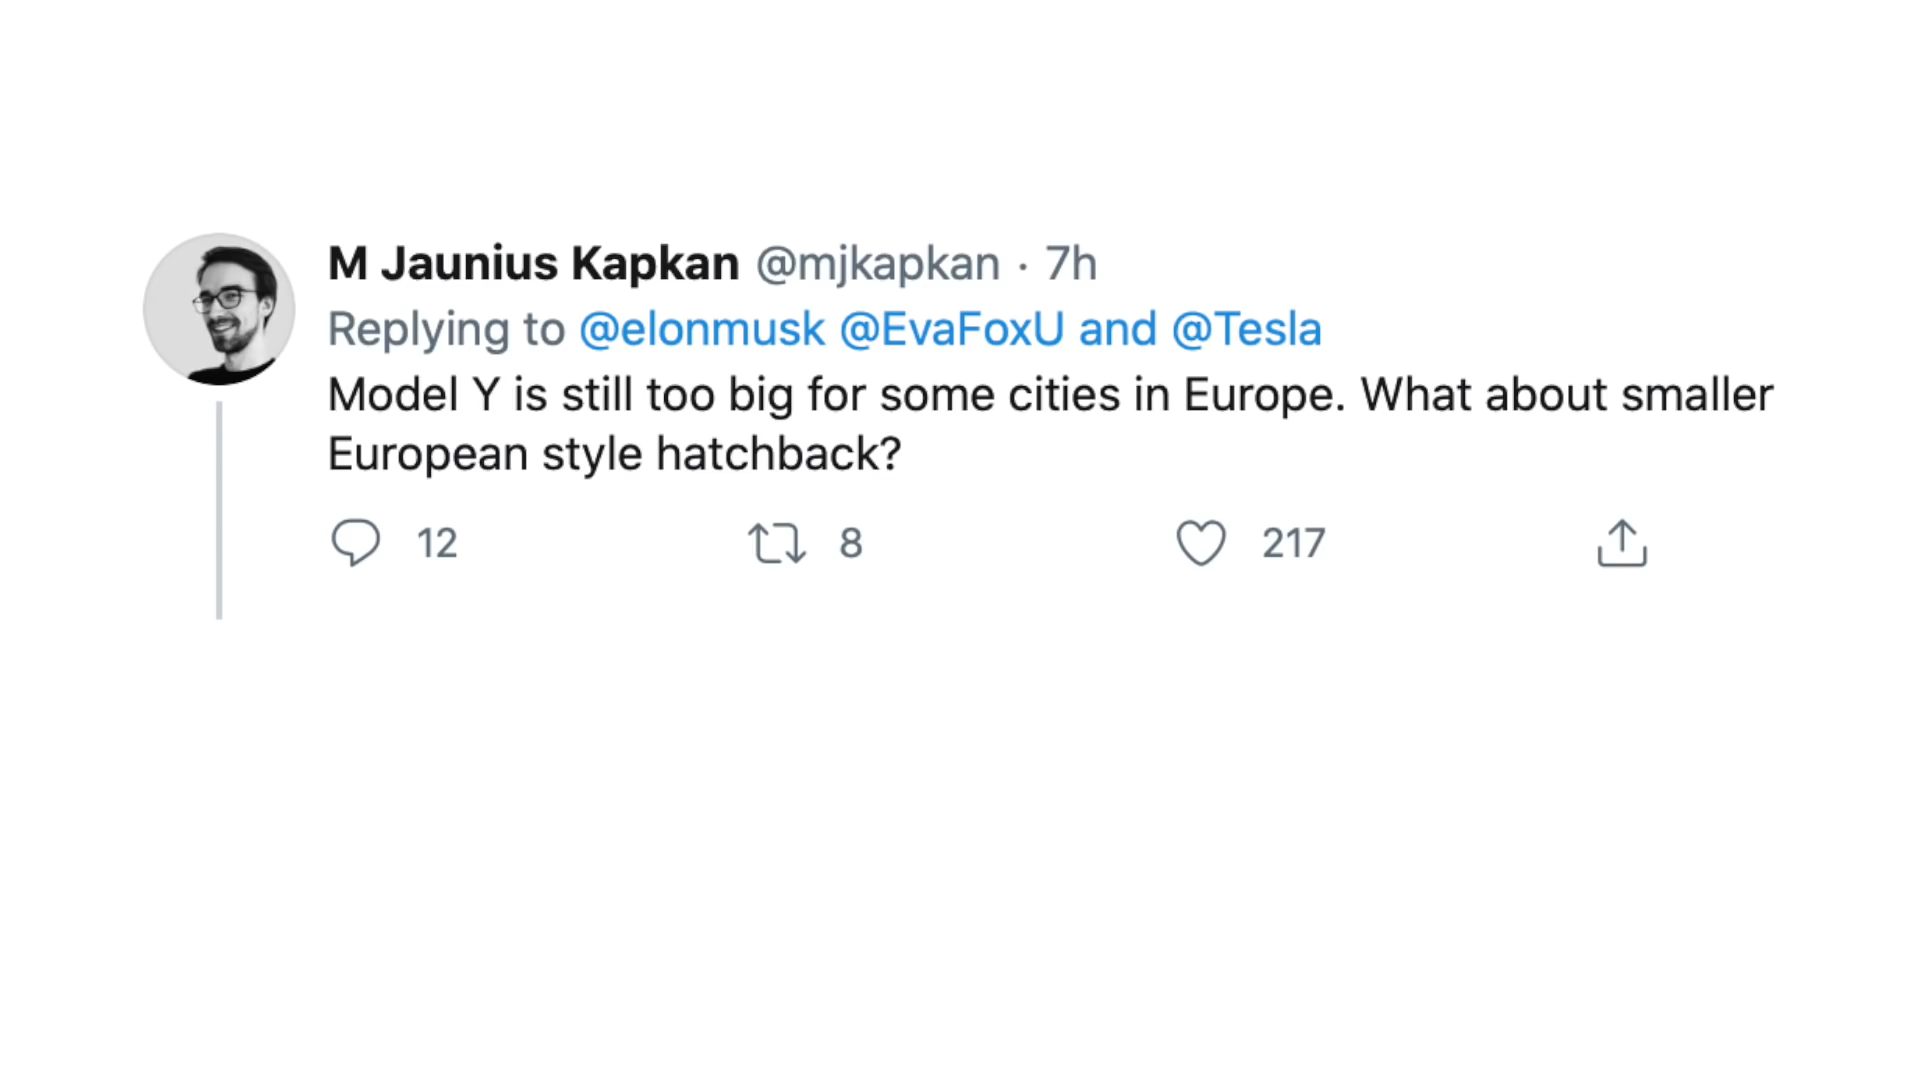 M Jaunius Kapkan @mjkapkan · 7h
Replying to @elonmusk @EvaFoxU and @Tesla
Model Y is still too big for some cities in Europe. What about smaller
European style hatchback?
12 8 217